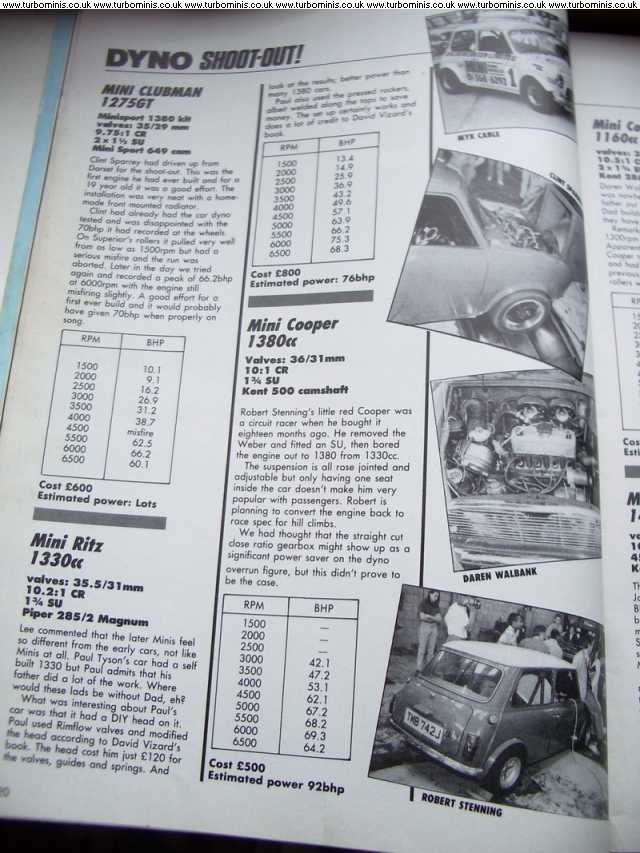 www.turbominis.co.uk www.turbominis.co.uk www.turbominis.co.uk www.turbominis.co.uk www.turbominis.co.uk www.turbominis.co.uk
DYNO SHOOT-OUT!
MINI CLUBMAN
1275GT
Minisport 1380 kit
valves: 35/29 mm
9.75:1 CR
2 x 1½ SU
Mini Sport 649 cam
Clint Sparrey had driven up from
Dorset for the shoot-out. This was the
first engine he had ever built and for a
19 year old it was a good effort. The
installation was very neat with a home-
made front mounted radiator.
Clint had already had the car dyno
tested and was disappointed with the
70bhp it had recorded at the wheels.
On Superior's rollers it pulled very well
from as low as 1500rpm but had a
serious misfire and the run was
aborted. Later in the day we tried
again and recorded a peak of 66.2bhp
at 6000rpm with the engine still
misfiring slightly. A good effort for a
first ever build and it would probably
have given 70bhp when properly on
song.
RPM BHP
1500 10.1
2000 9.1
2500 16.2
3000 26.9
3500 31.2
4000 38.7
4500 misfire
5500 62.5
6000 66.2
6500 60.1
Cost £600
Estimated power: Lots
Mini Ritz
1330cc
valves: 35.5/31mm
10.2:1 CR
1¾ SU
Piper 285/2 Magnum
Lee commented that the later Minis feel
so different from the early cars, not like
Minis at all. Paul Tyson's car had a self
built 1330 but Paul admits that his
father did a lot of the work. Where
would these lads be without Dad, eh?
What was interesting about Paul's
car was that it had a DIY head on it.
Paul used Rimflow valves and modified
the head according to David Vizard's
book. The head cost him just £120 for
the valves, guides and springs. And
look at the results; better power than
many 1380 cars.
Paul also used the pressed rockers,
albeit welded along the tops to save
money. The set up certainly works and
does a lot of credit to David Vizard's
book.
RPM BHP
1500 13.4
2000 14.9
2500 25.9
3000 36.9
3500 43.2
4000 49.6
4500 57.1
5000 63.9
5500 66.2
6000 75.3
6500 68.3
Cost £800
Estimated power: 76bhp
Mini Cooper
1380cc
Valves: 36/31mm
10:1 CR
1¾ SU
Kent 500 camshaft
Robert Stenning's little red Cooper was
a circuit racer when he bought it
eighteen months ago. He removed the
Weber and fitted an SU, then bored
the engine out to 1380 from 1330cc.
The suspension is all rose jointed and
adjustable but only having one seat
inside the car doesn't make him very
popular with passengers. Robert is
planning to convert the engine back to
race spec for hill climbs.
We had thought that the straight cut
close ratio gearbox might show up as a
significant power saver on the dyno
overrun figure, but this didn't prove to
be the case.
RPM BHP
1500 —
2000 —
2500 —
3000 42.1
3500 47.2
4000 53.1
4500 62.1
5000 67.2
5500 68.2
6000 69.3
6500 64.2
Cost £500
Estimated power 92bhp
MYK CABLE
CLINT
DAREN WALBANK
TWB 742J
ROBERT STENNING
Mini
1160cc
10.5:1
Kent